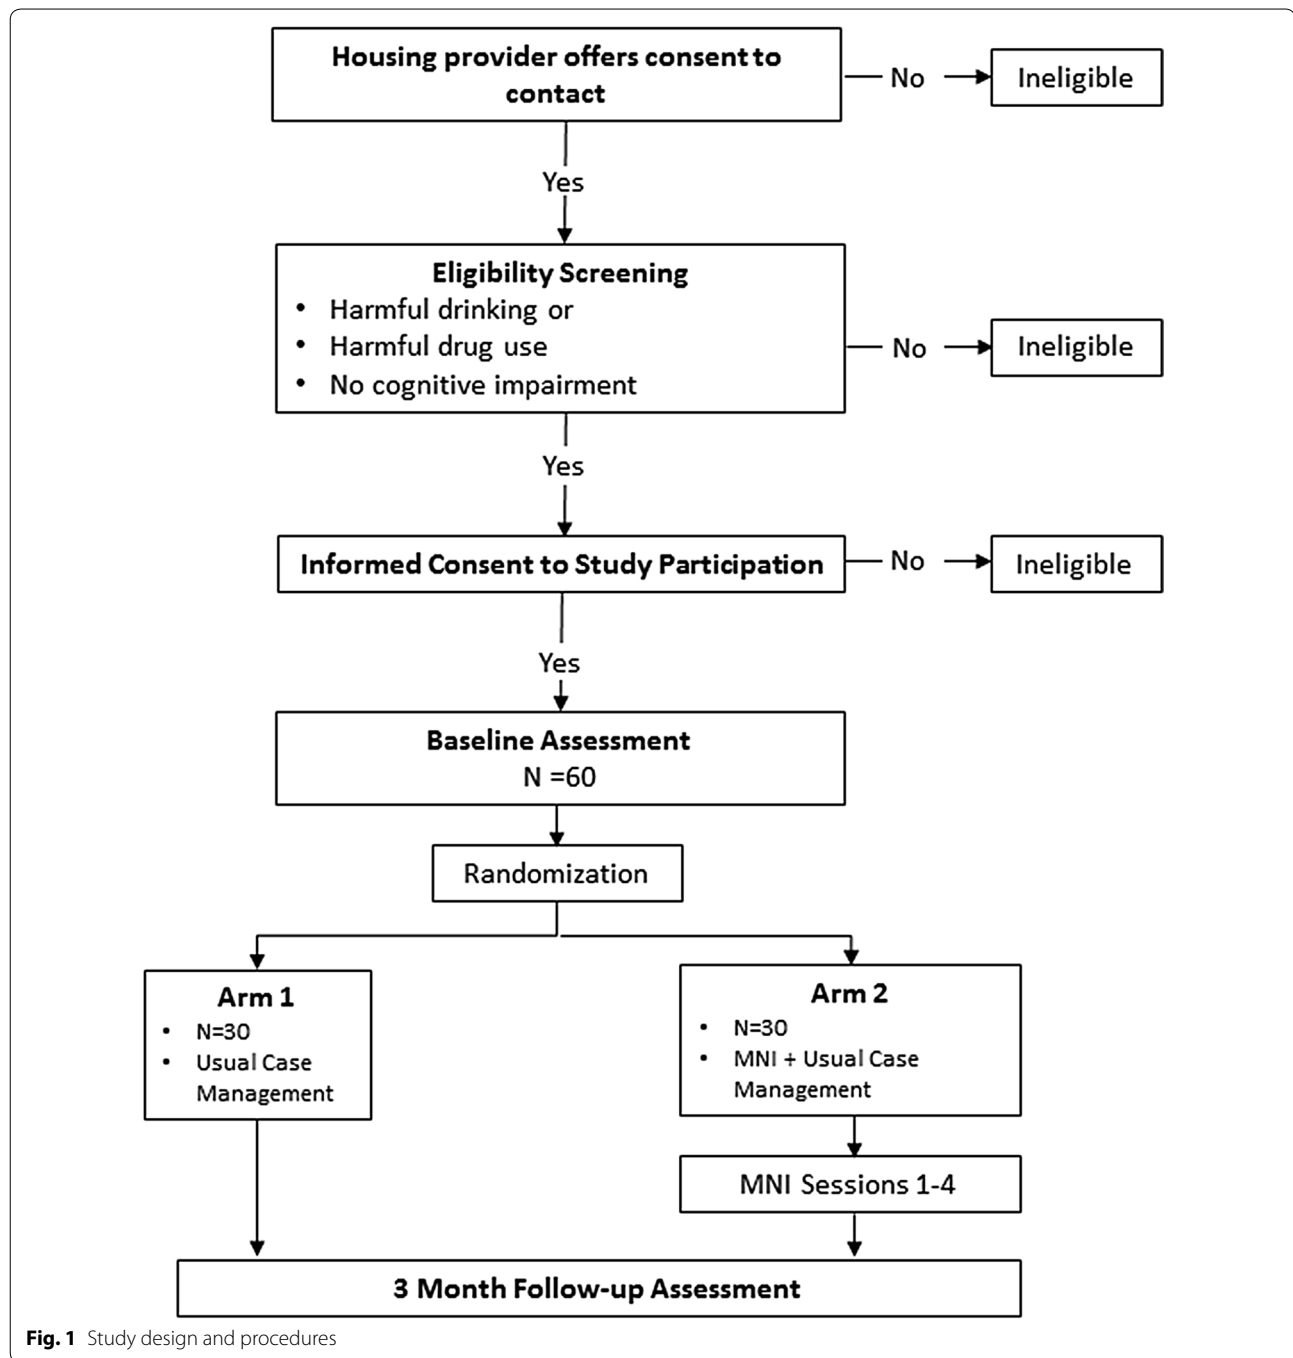 Housing provider offers consent to
contact
No
Ineligible
Yes
Eligibility Screening
• Harmful drinking or
• Harmful drug use
• No cognitive impairment
No
Ineligible
Yes
Informed Consent to Study Participation
No
Ineligible
Yes
Baseline Assessment
N =60
Randomization
Arm 1
• N=30
• Usual Case
Management
Arm 2
• N=30
• MNI + Usual Case
Management
MNI Sessions 1-4
3 Month Follow-up Assessment
Fig. 1 Study design and procedures